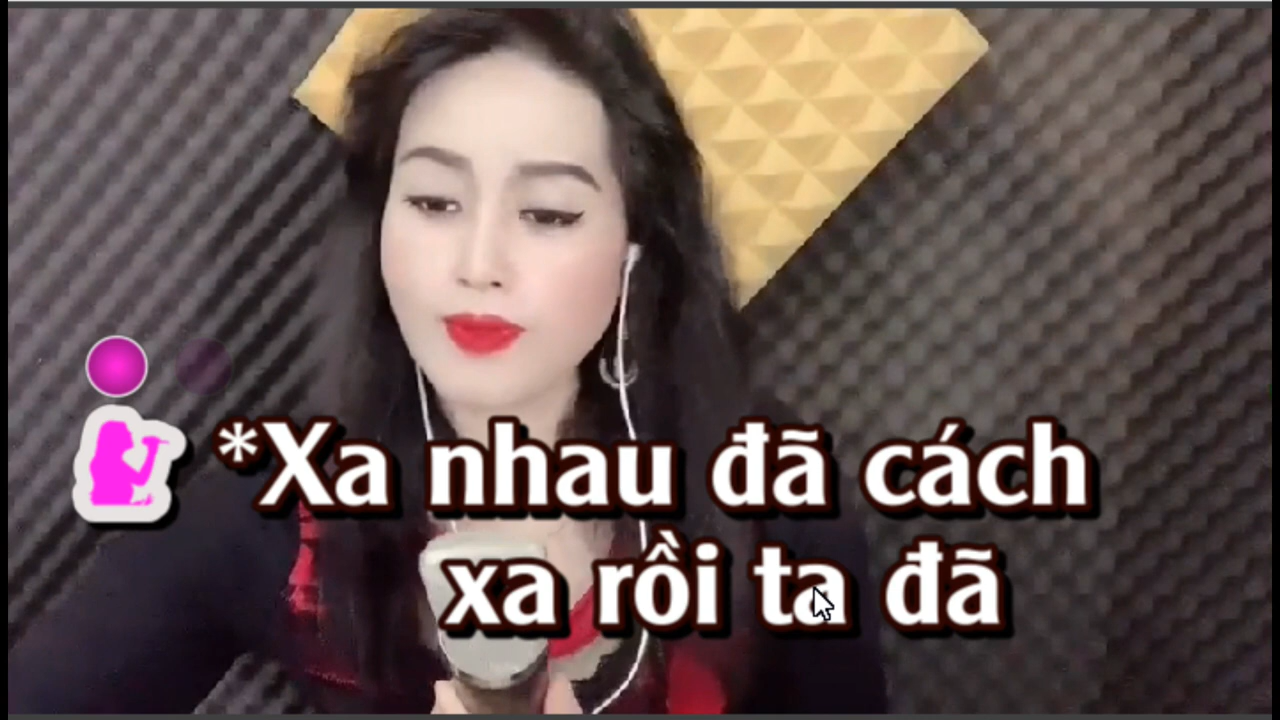 *Xa nhau đã cách
xa rồi ta đã